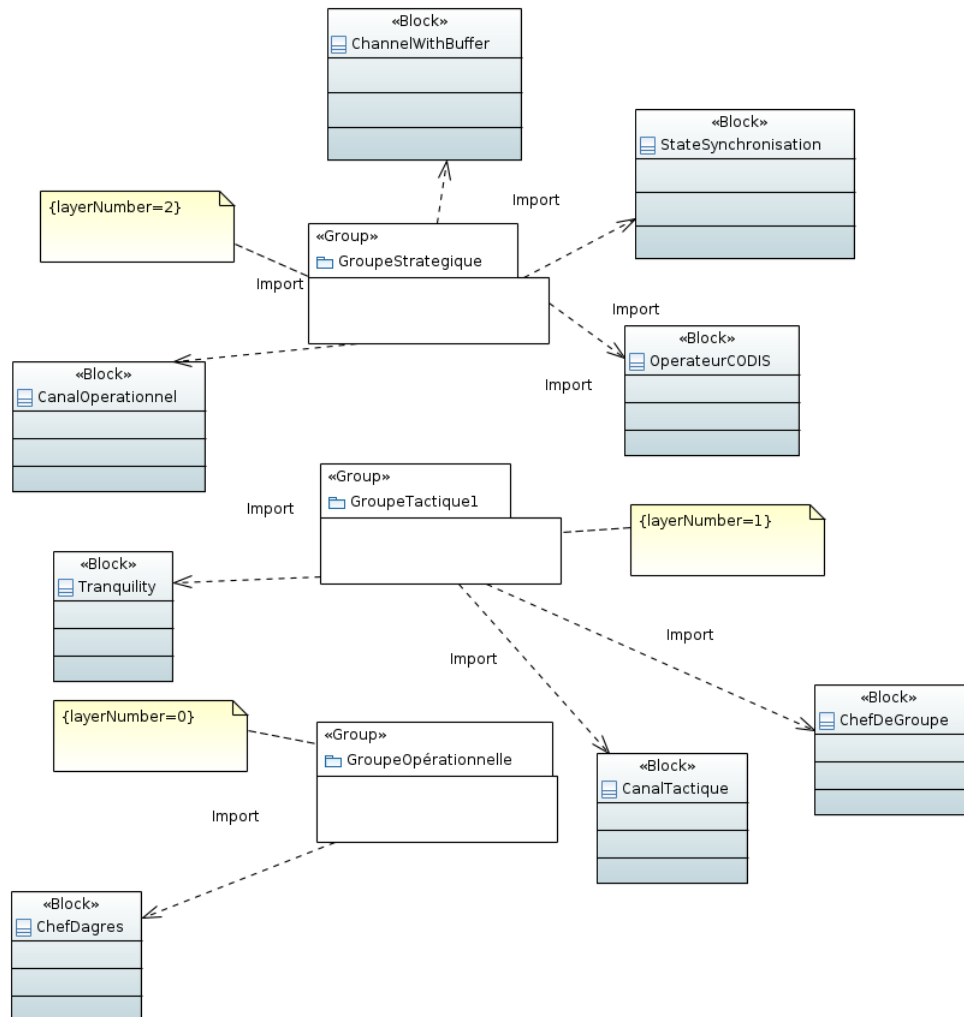 «Block»
ChannelWithBuffer
«Block»
StateSynchronisation
Import
{layerNumber=2}
«Group»
GroupeStrategique
Import
Import
«Block»
OperateurCODIS
Import
«Block»
CanalOperationnel
«Group»
GroupeTactique1
Import
{layerNumber=1}
«Block»
Tranquility
Import
Import
«Block»
ChefDeGroupe
{layerNumber=0}
«Group»
GroupeOpérationnelle
«Block»
CanalTactique
Import
«Block»
ChefDagres